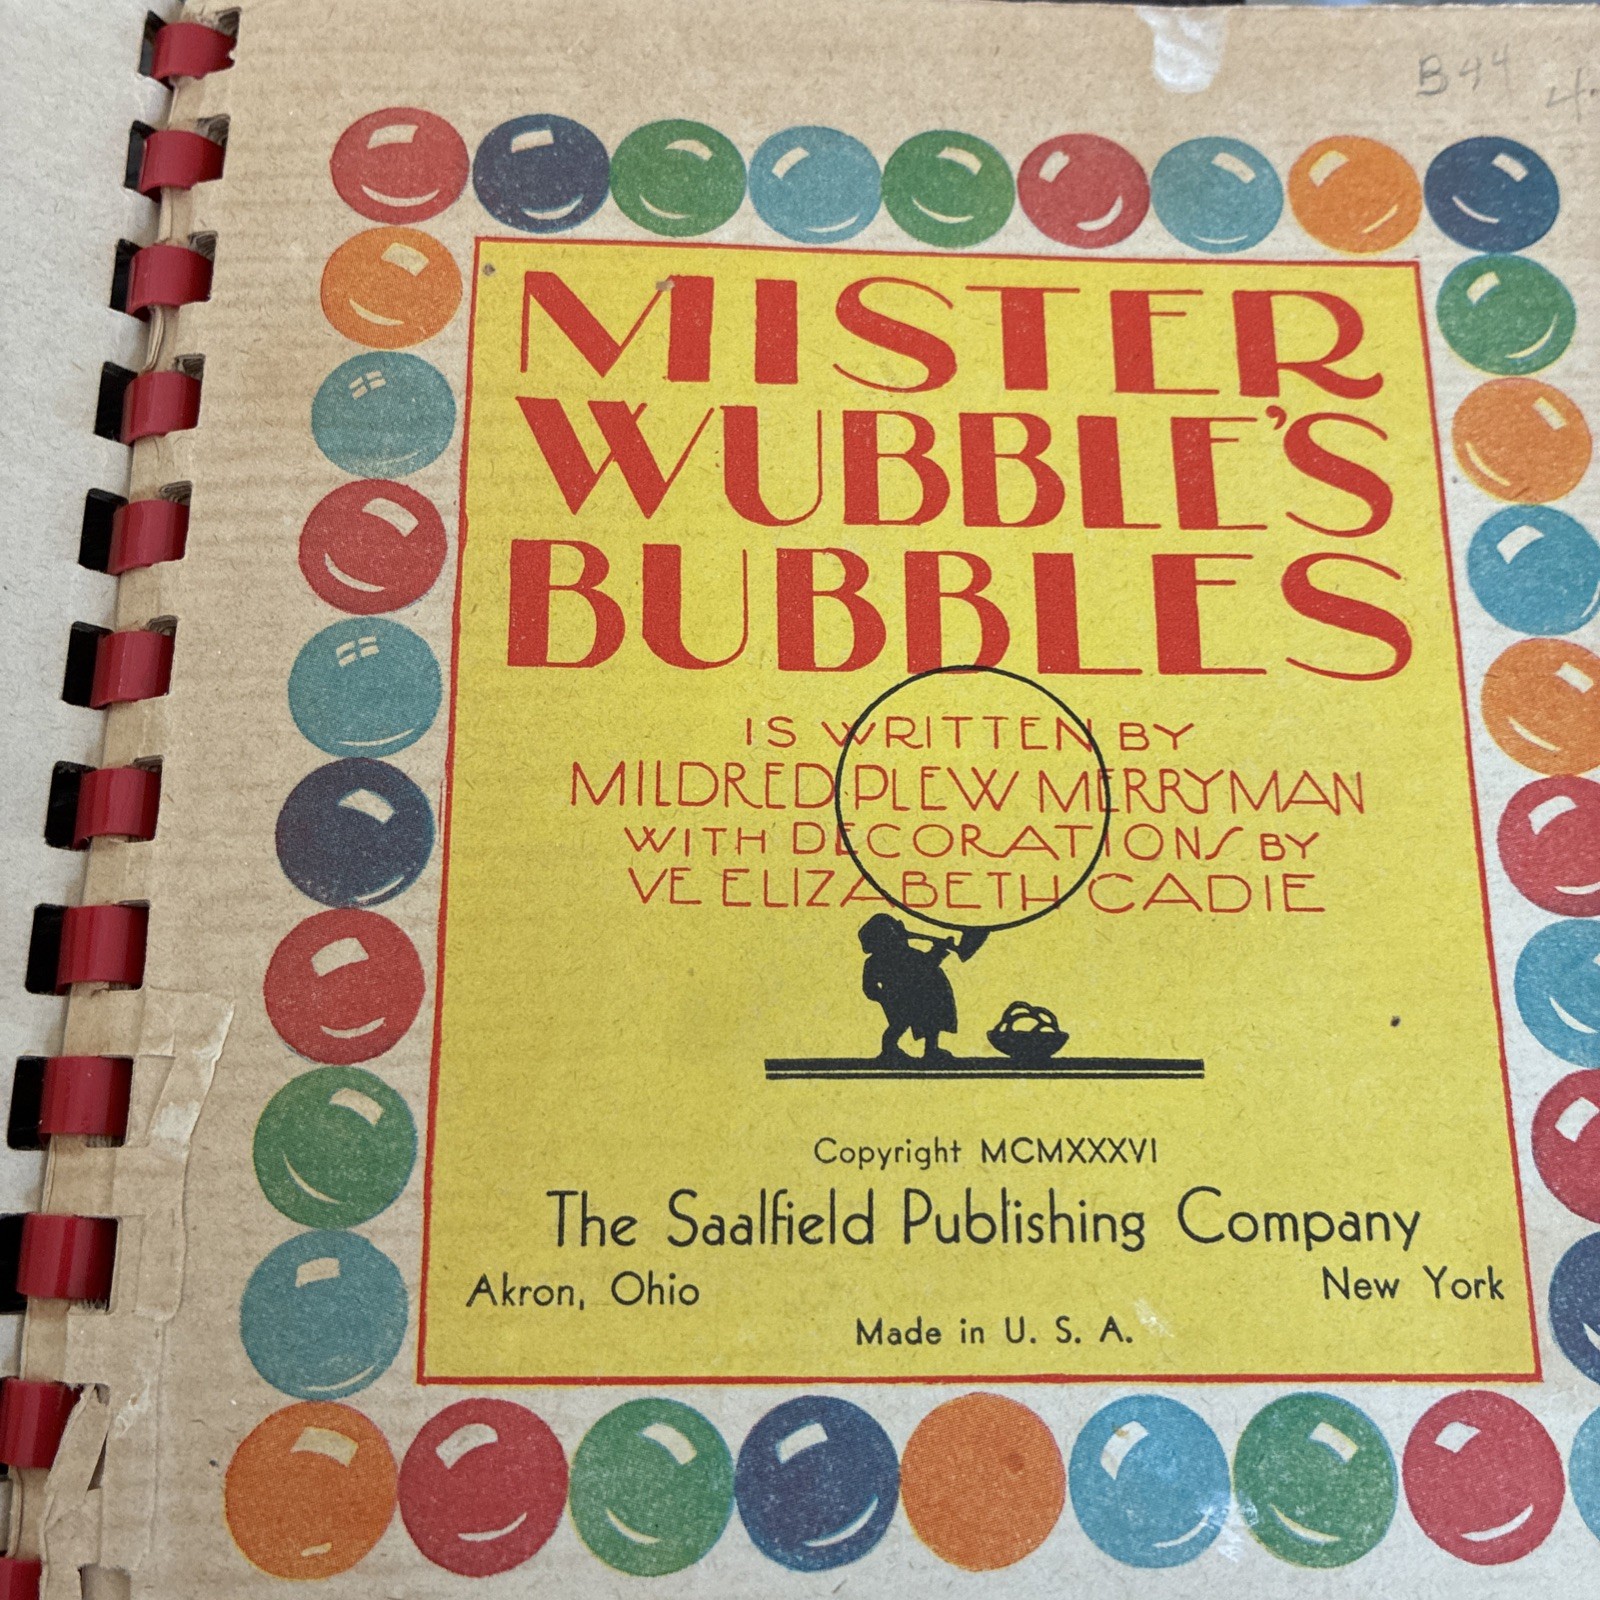 B44 4.
MISTER
WUBBLE'S
BUBBLES
IS WRITTEN BY
MILDRED PLEW MERRYMAN
WITH DECORATIONS BY
VE ELIZABETH CADIE
Copyright MCMXXXVI
The Saalfield Publishing Company
Akron, Ohio New York
Made in U. S. A.